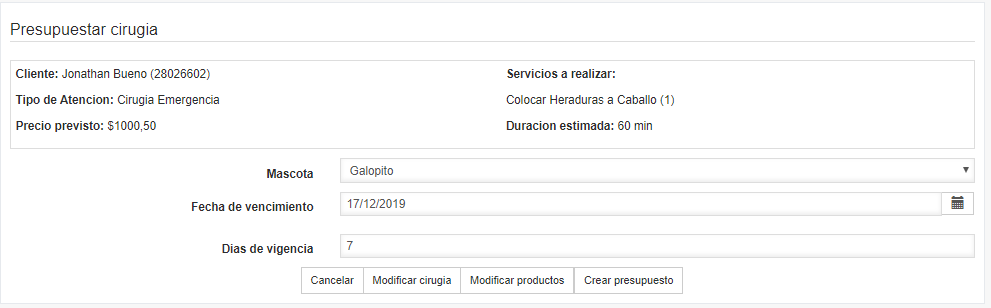 Presupuestar cirugia
Cliente: Jonathan Bueno (28026602)
Tipo de Atencion: Cirugia Emergencia
Precio previsto: $1000,50
Servicios a realizar:
Colocar Heraduras a Caballo (1)
Duracion estimada: 60 min
Mascota
Galopito
Fecha de vencimiento
17/12/2019
Dias de vigencia
7
Cancelar
Modificar cirugia
Modificar productos
Crear presupuesto